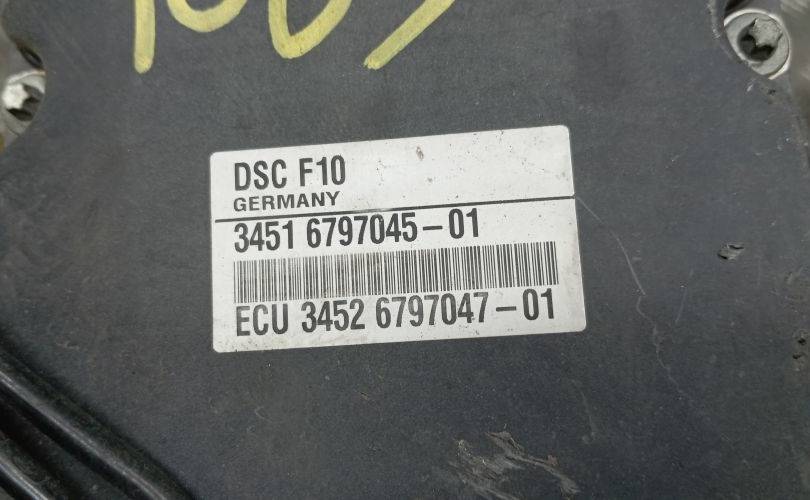 DSC F10
GERMANY
3451 6797045-01
ECU 3452 6797047-01